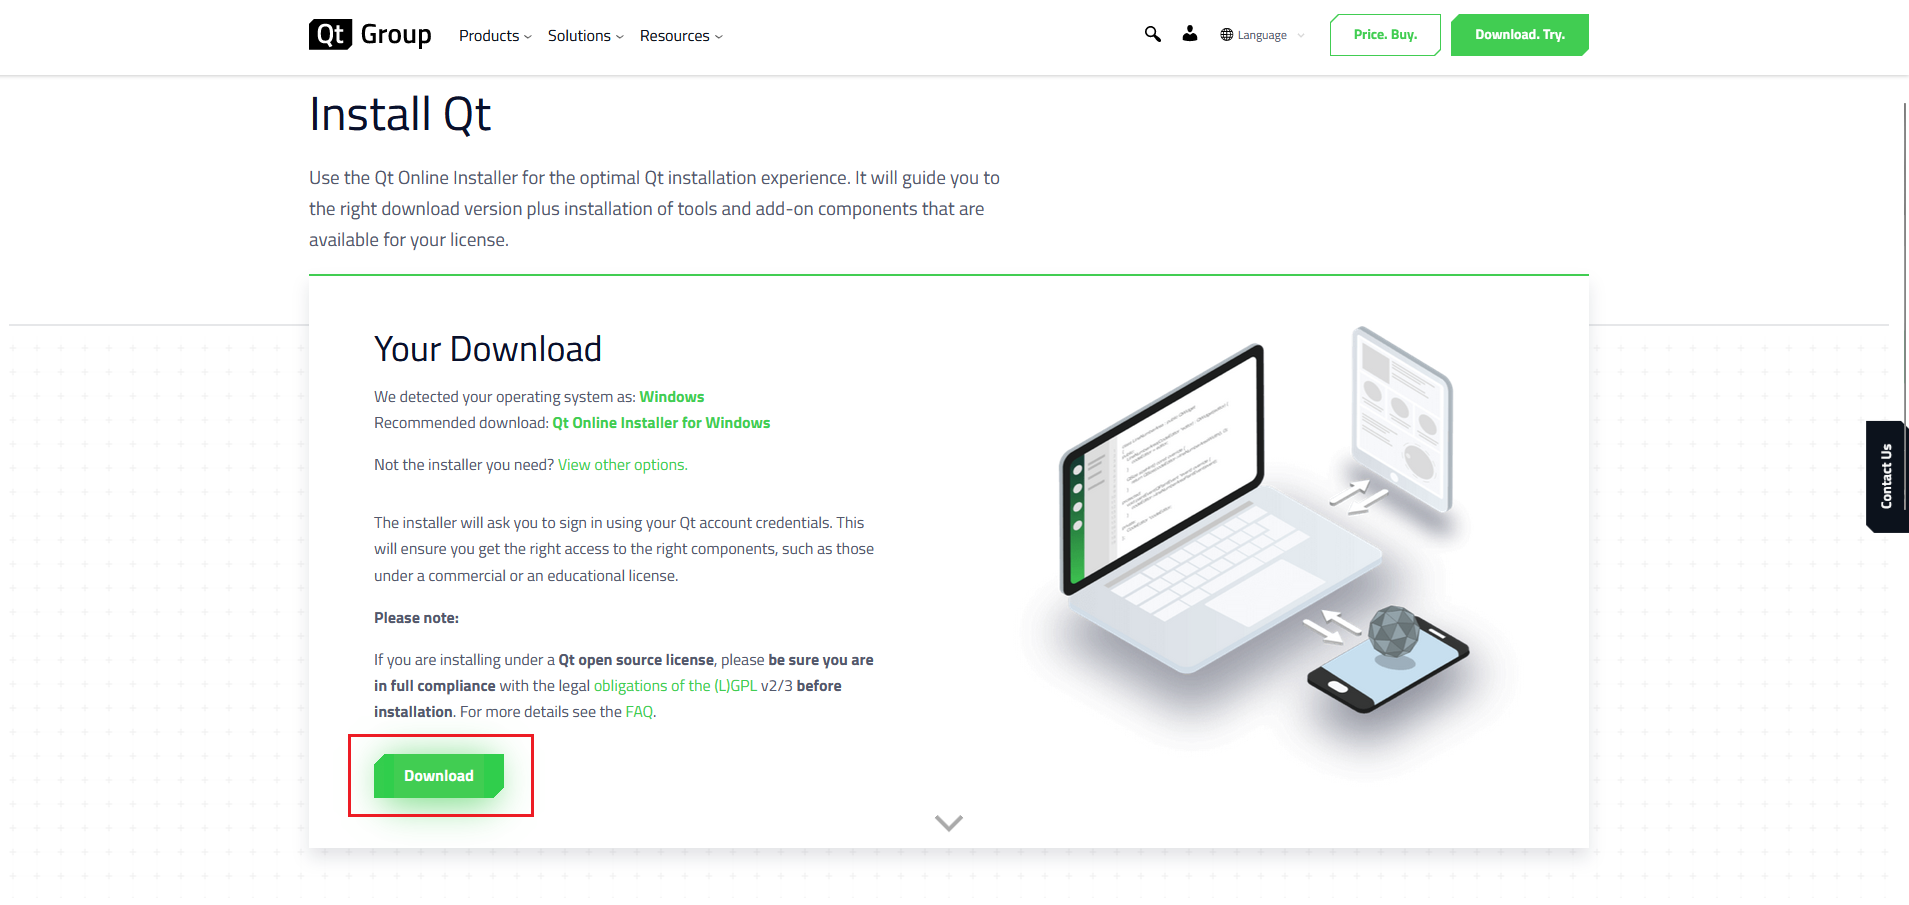 Qt Group Products Solutions Resources Language Price. Buy. Download. Try.
Install Qt
Use the Qt Online Installer for the optimal Qt installation experience. It will guide you to
the right download version plus installation of tools and add-on components that are
available for your license.
Your Download
We detected your operating system as: Windows
Recommended download: Qt Online Installer for Windows
Not the installer you need? View other options.
The installer will ask you to sign in using your Qt account credentials. This
will ensure you get the right access to the right components, such as those
under a commercial or an educational license.
Please note:
If you are installing under a Qt open source license, please be sure you are
in full compliance with the legal obligations of the (L)GPL v2/3 before
installation. For more details see the FAQ.
Download
Contact Us